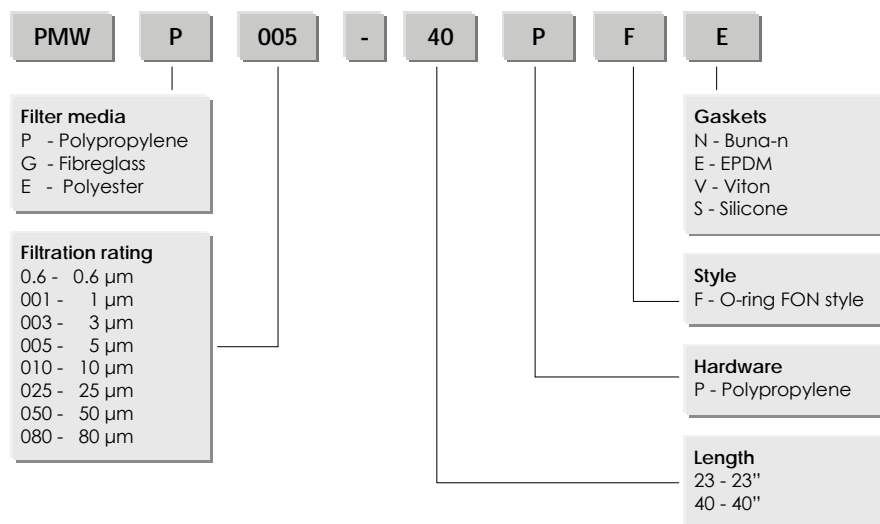 PMW P 005 - 40 P F E
Filter media
P - Polypropylene
G - Fibreglass
E - Polyester
Filtration rating
0.6 - 0.6 µm
001 - 1 µm
003 - 3 µm
005 - 5 µm
010 - 10 µm
025 - 25 µm
050 - 50 µm
080 - 80 µm
Gaskets
N - Buna-n
E - EPDM
V - Viton
S - Silicone
Style
F - O-ring FON style
Hardware
P - Polypropylene
Length
23 - 23”
40 - 40”